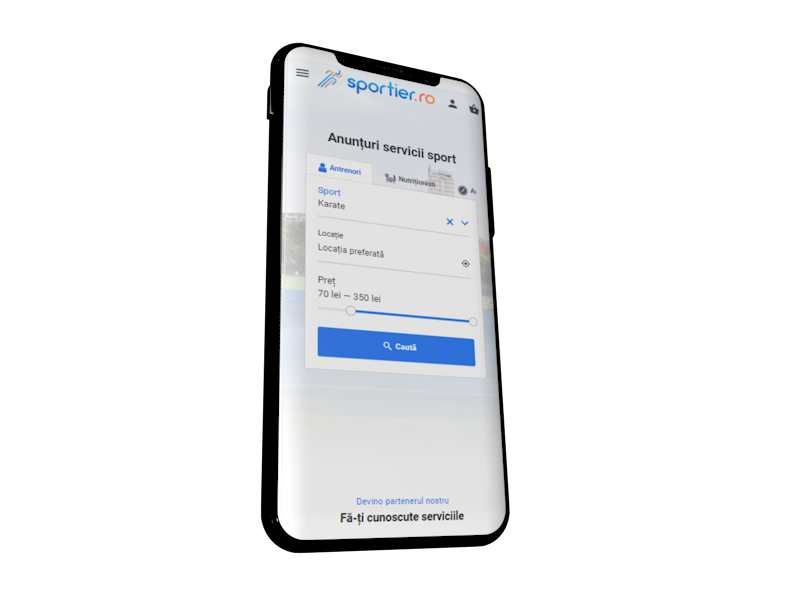 sportier.ro
Anunțuri servicii sport
Antrenori
Nutriționiști
Sport
Karate
Locație
Locația preferată
Preț
70 lei — 350 lei
Caută
Devino partenerul nostru
Fă-ți cunoscute serviciile